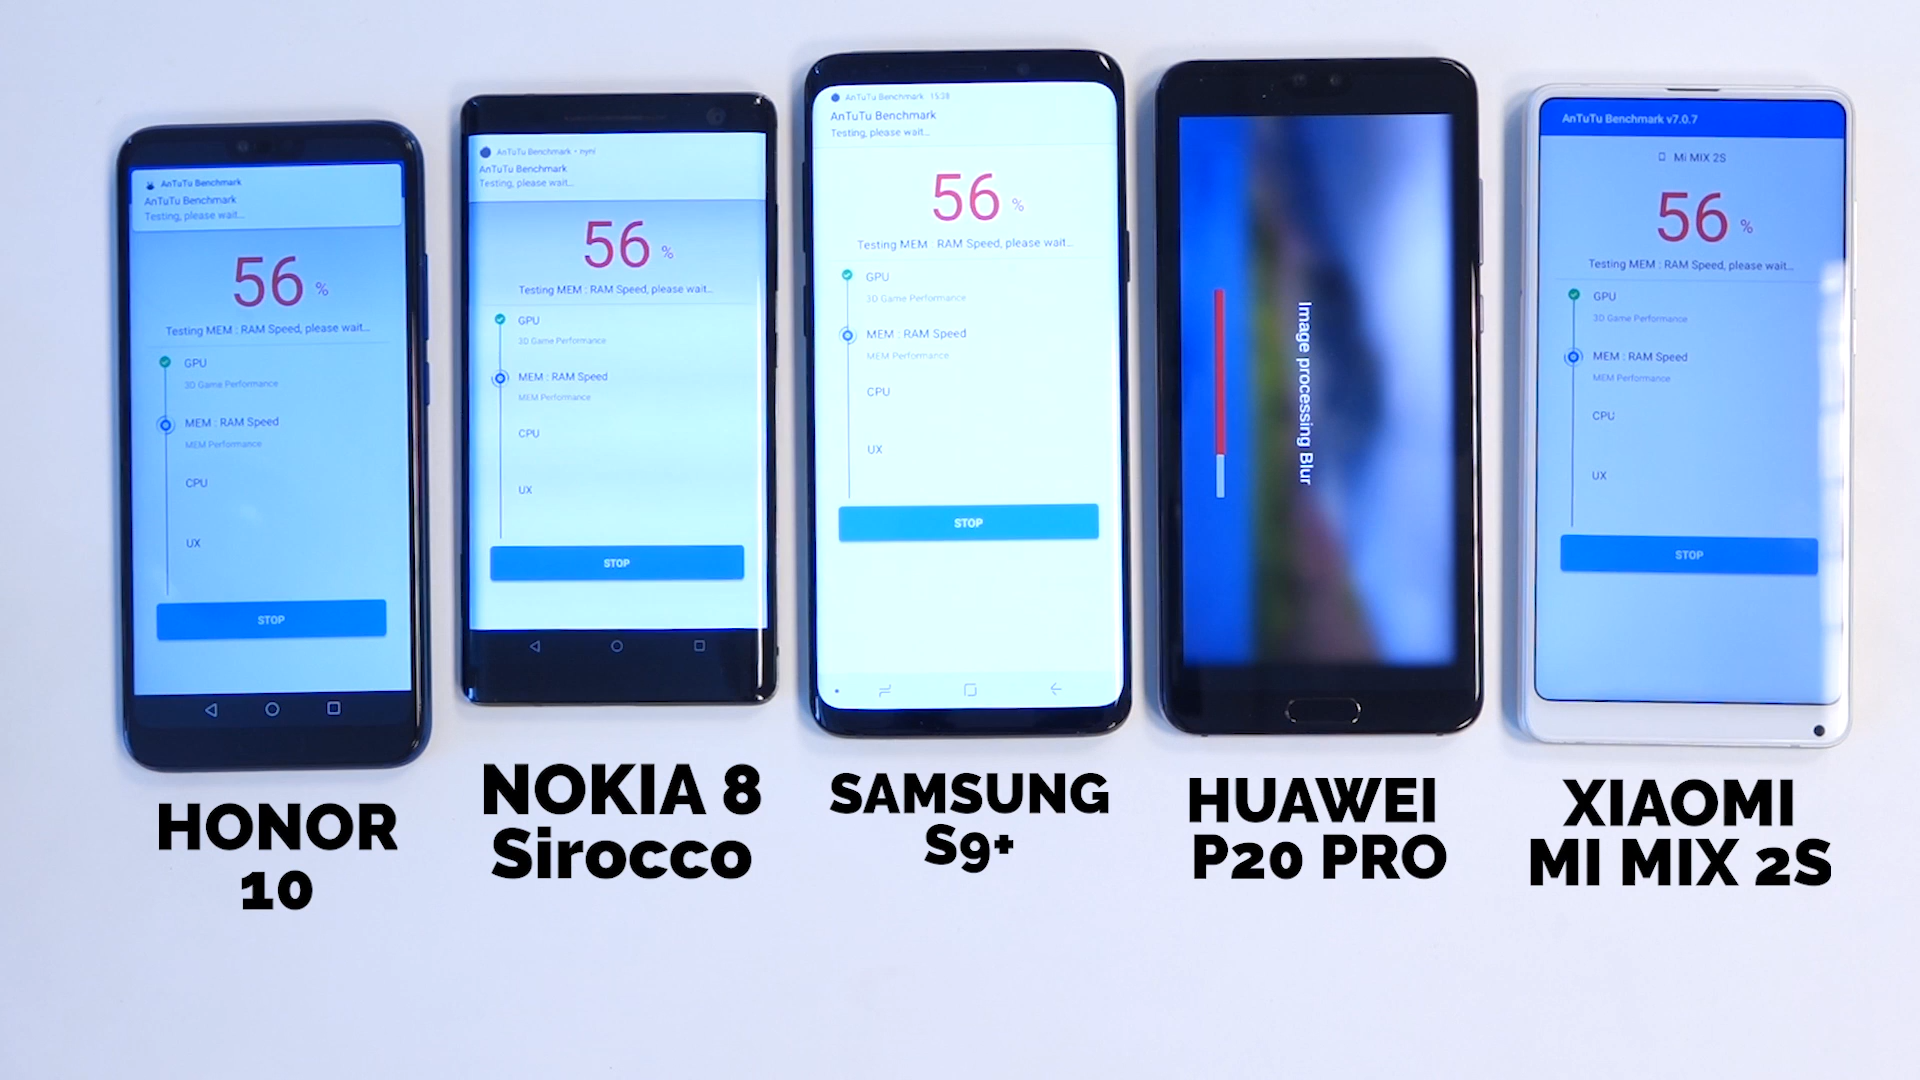 AnTuTu Benchmark
AnTuTu Benchmark
Testing, please wait...
56 %
Testing MEM : RAM Speed, please wait...
GPU
3D Game Performance
MEM : RAM Speed
MEM Performance
CPU
UX
STOP
HONOR
10
AnTuTu Benchmark • nyní
AnTuTu Benchmark
Testing, please wait...
56 %
Testing MEM : RAM Speed, please wait...
GPU
3D Game Performance
MEM : RAM Speed
MEM Performance
CPU
UX
STOP
NOKIA 8
Sirocco
AnTuTu Benchmark 15:28
AnTuTu Benchmark
Testing, please wait...
56 %
Testing MEM : RAM Speed, please wait...
GPU
3D Game Performance
MEM : RAM Speed
MEM Performance
CPU
UX
STOP
SAMSUNG
S9+
Image processing Blur
HUAWEI
P20 PRO
AnTuTu Benchmark v7.0.7
Mi MIX 2S
56 %
Testing MEM : RAM Speed, please wait...
GPU
3D Game Performance
MEM : RAM Speed
MEM Performance
CPU
UX
STOP
XIAOMI
MI MIX 2S